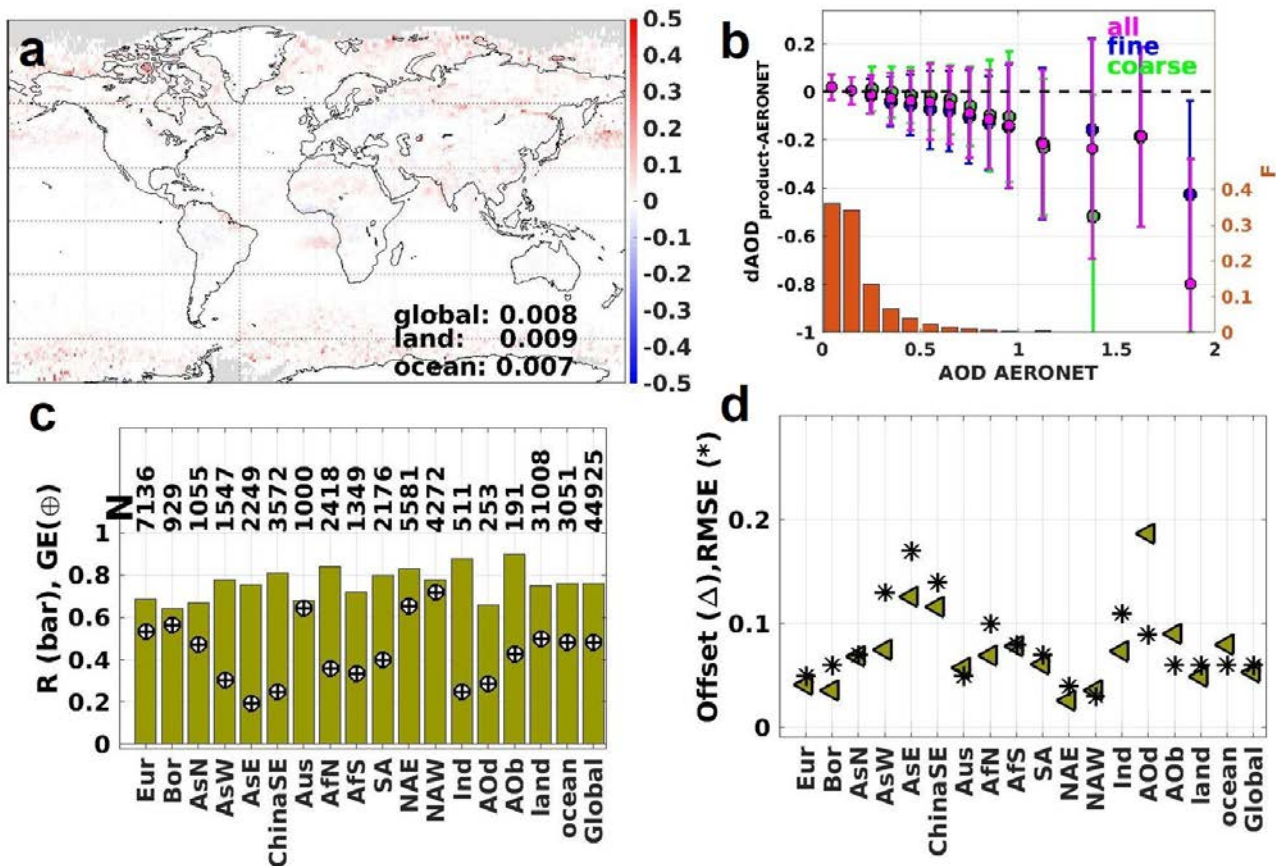 a
0.5
0.4
0.3
0.2
0.1
0
-0.1
-0.2
-0.3
-0.4
-0.5
global: 0.008
land: 0.009
ocean: 0.007
b
all
fine
coarse
dAODproduct-AERONET
0.2
0
-0.2
-0.4
-0.6
-0.8
-1
F
0.4
0.3
0.2
0.1
0
0 0.5 1 1.5 2
AOD AERONET
c
R (bar), GE(⊕)
N
7136
929
1055
1547
2249
3572
1000
2418
1349
2176
5581
4272
511
253
191
31008
3051
44925
1
0.8
0.6
0.4
0.2
0
Eur
Bor
AsN
AsW
AsE
ChinaSE
Aus
AfN
AfS
SA
NAE
NAW
Ind
AOd
AOb
land
ocean
Global
d
Offset (Δ),RMSE (*)
0.2
0.1
0
Eur
Bor
AsN
AsW
AsE
ChinaSE
Aus
AfN
AfS
SA
NAE
NAW
Ind
AOd
AOb
land
ocean
Global